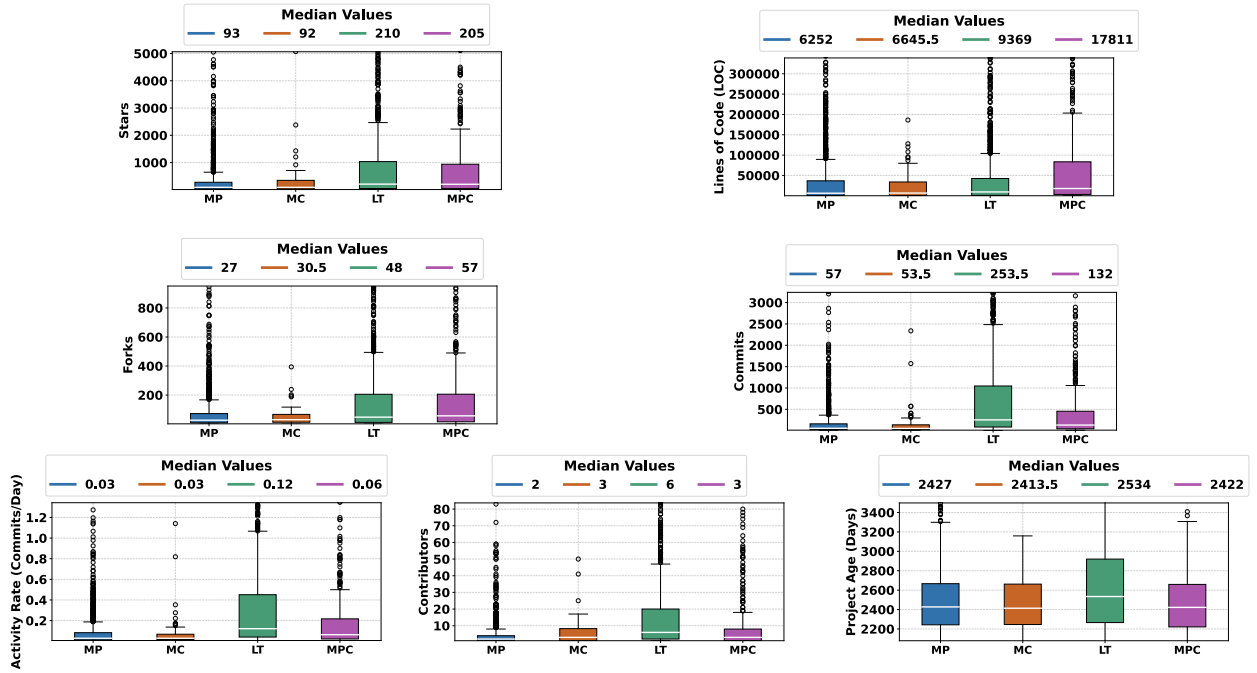 Median Values
93 92 210 205
5000
4000
3000
2000
1000
Stars
MP MC LT MPC
Median Values
6252 6645.5 9369 17811
300000
250000
200000
150000
100000
50000
Lines of Code (LOC)
MP MC LT MPC
Median Values
27 30.5 48 57
800
600
400
200
Forks
MP MC LT MPC
Median Values
57 53.5 253.5 132
3000
2500
2000
1500
1000
500
Commits
MP MC LT MPC
Median Values
0.03 0.03 0.12 0.06
1.2
1.0
0.8
0.6
0.4
0.2
Activity Rate (Commits/Day)
MP MC LT MPC
Median Values
2 3 6 3
80
70
60
50
40
30
20
10
Contributors
MP MC LT MPC
Median Values
2427 2413.5 2534 2422
3400
3200
3000
2800
2600
2400
2200
Project Age (Days)
MP MC LT MPC